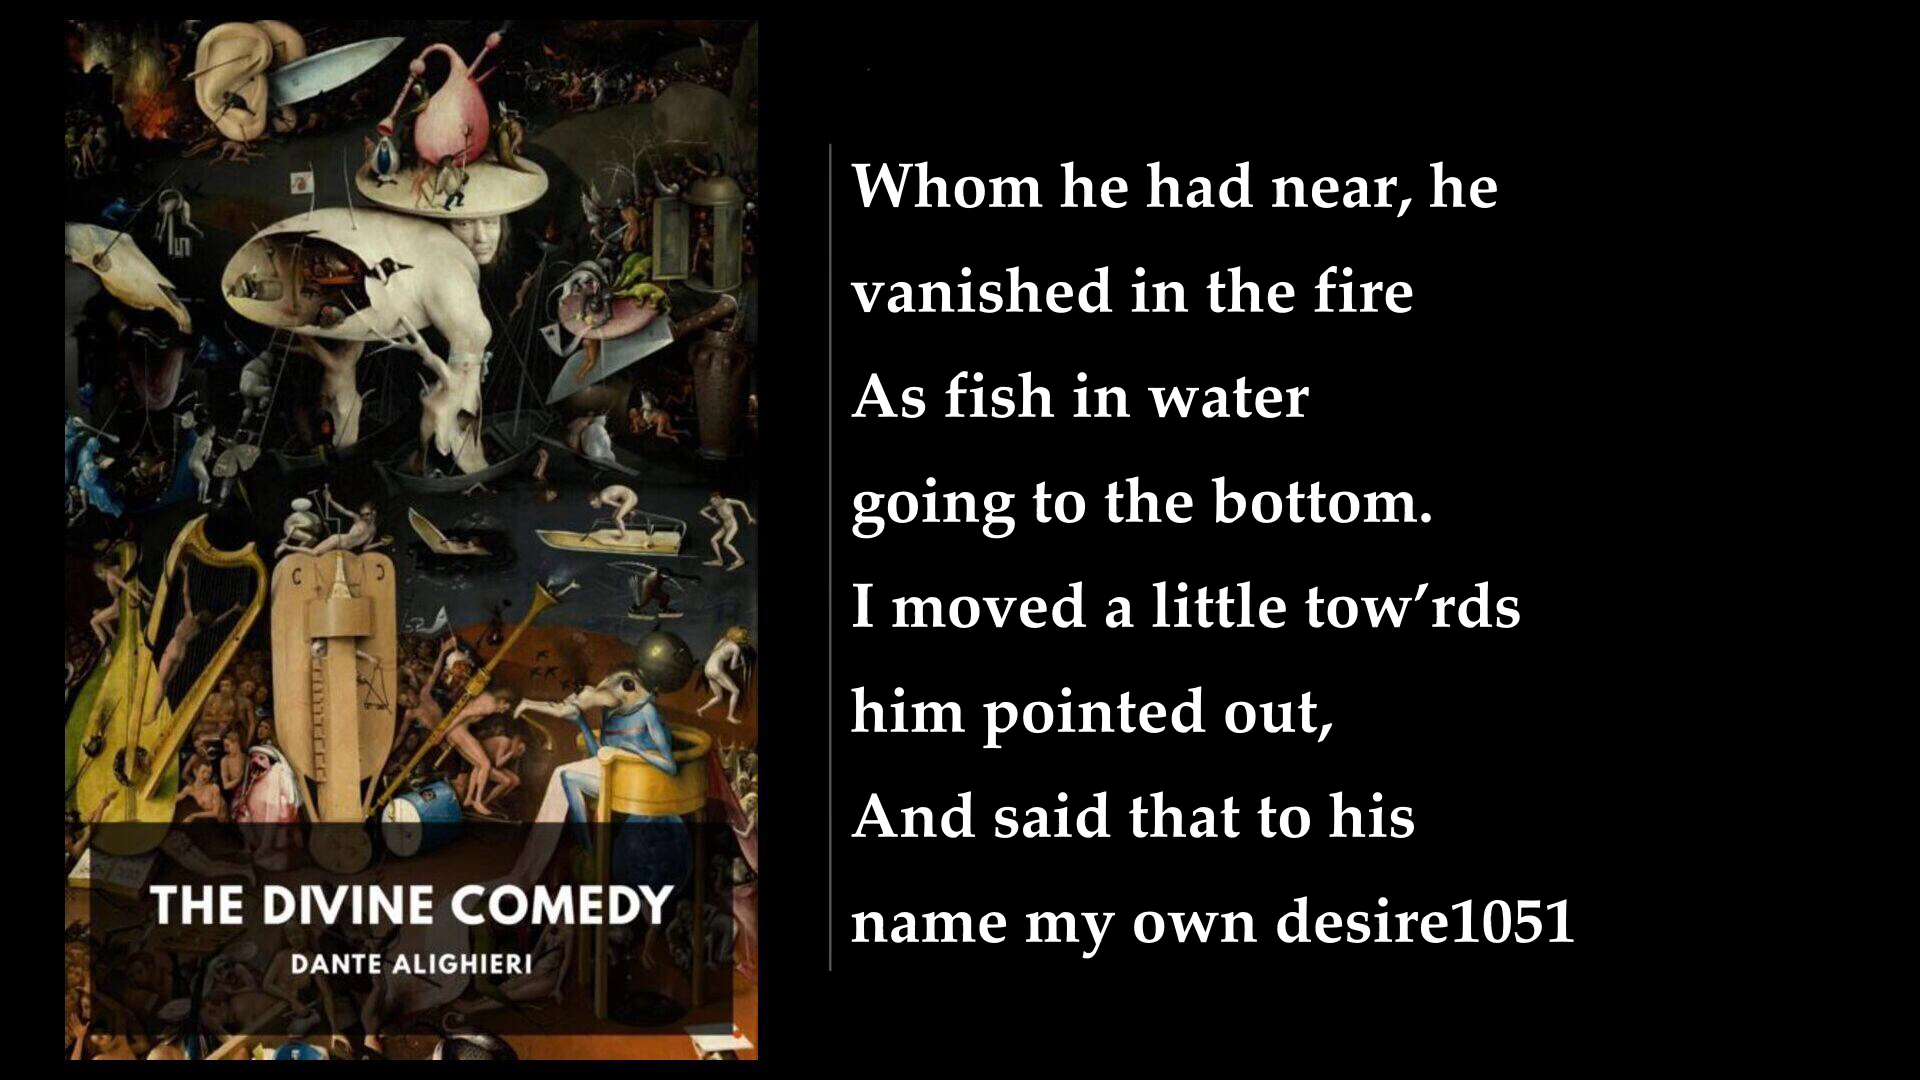 THE DIVINE COMEDY
DANTE ALIGHIERI
Whom he had near, he
vanished in the fire
As fish in water
going to the bottom.
I moved a little tow’rds
him pointed out,
And said that to his
name my own desire1051